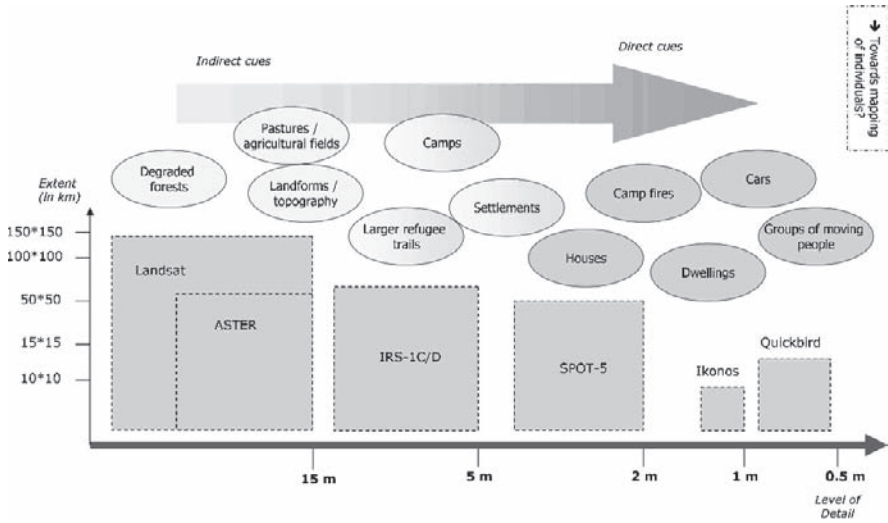 Indirect cues
Direct cues
→ Towards mapping
of individuals?
Pastures /
agricultural fields
Camps
Degraded
forests
Landforms /
topography
Camp fires
Cars
Extent
(in km)
Larger refugee
trails
Settlements
Groups of moving
people
Houses
Dwellings
150*150
100*100
50*50
15*15
10*10
Landsat
ASTER
IRS-1C/D
SPOT-5
Ikonos
Quickbird
15 m
5 m
2 m
1 m
0.5 m
Level of
Detail